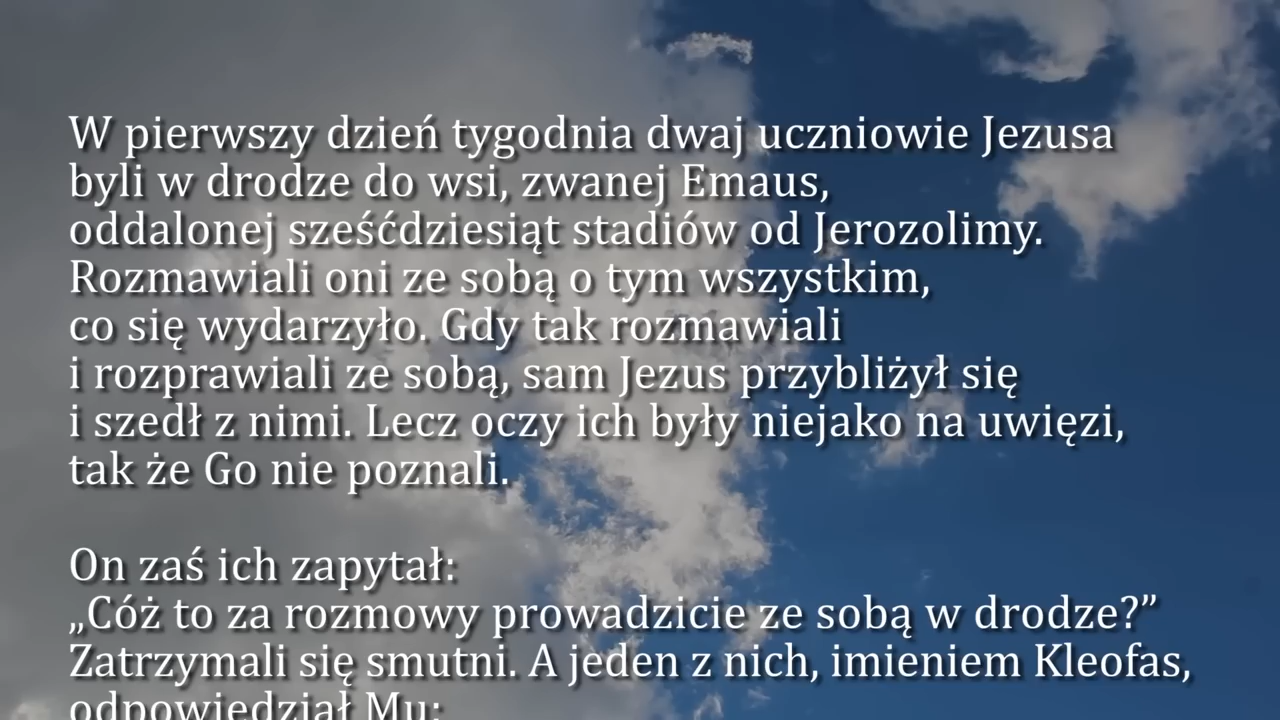 W pierwszy dzień tygodnia dwaj uczniowie Jezusa
byli w drodze do wsi, zwanej Emaus,
oddalonej sześćdziesiąt stadiów od Jerozolimy.
Rozmawiali oni ze sobą o tym wszystkim,
co się wydarzyło. Gdy tak rozmawiali
i rozprawiali ze sobą, sam Jezus przybliżył się
i szedł z nimi. Lecz oczy ich były niejako na uwięzi,
tak że Go nie poznali.
On zaś ich zapytał:
„Cóż to za rozmowy prowadzicie ze sobą w drodze?”
Zatrzymali się smutni. A jeden z nich, imieniem Kleofas,
odpowiedział Mu: